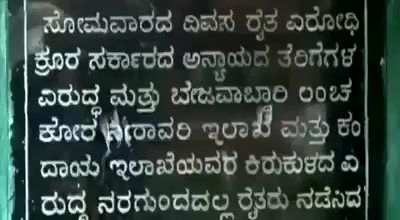 ಸೋಮವಾರದ ದಿವಸ ರೈತ ವಿರೋಧಿ
ಕ್ರೂರ ಸರ್ಕಾರದ ಅನ್ಯಾಯದ ತೆರಿಗೆಗಳ
ವಿರುದ್ಧ ಮತ್ತು ಬೇಜವಾಬ್ದಾರಿ ಲಂಚ
ಕೋರ ನೀರಾವರಿ ಇಲಾಖೆ ಮತ್ತು ಕಂ
ದಾಯ ಇಲಾಖೆಯವರ ಕಿರುಕುಳದ ವಿ
ರುದ್ಧ ನರಗುಂದದಲ್ಲಿ ರೈತರು ನಡೆಸಿದ